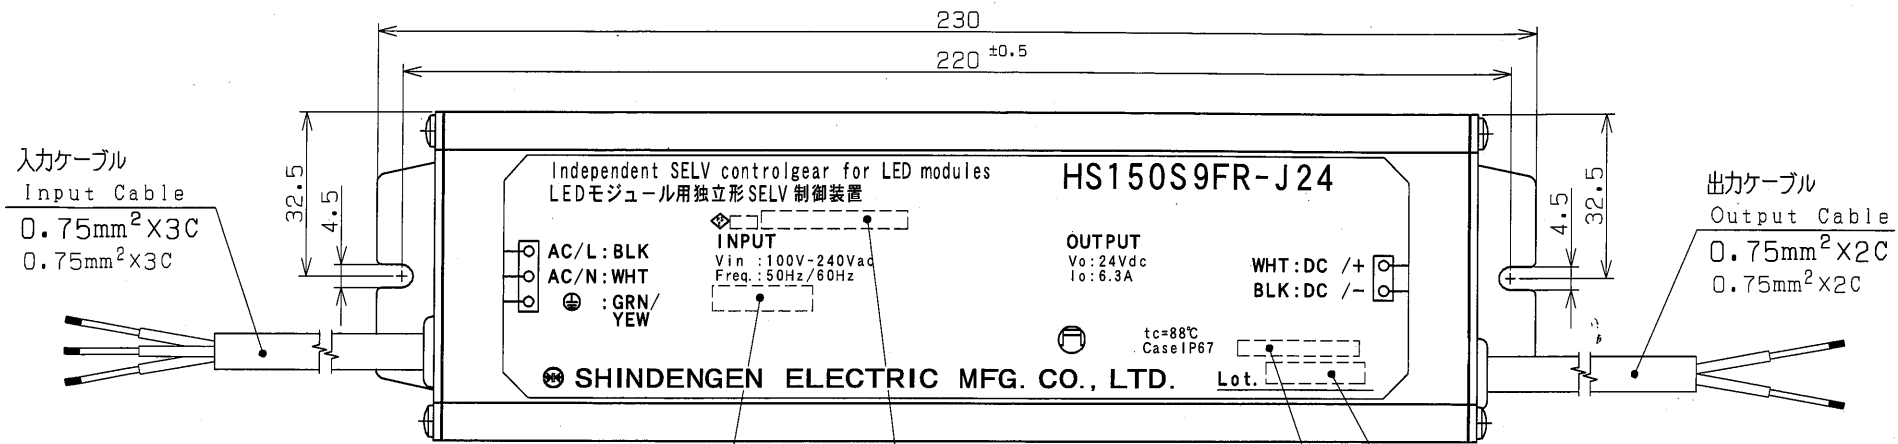 230
220 ±0.5
32.5
4.5
入力ケーブル
Input Cable
0.75mm²X3C
0.75mm²X3C
Independent SELV controlgear for LED modules
LEDモジュール用独立形SELV制御装置
HS150S9FR-J24
AC/L:BLK
AC/N:WHT
:GRN/
YEW
INPUT
Vin :100V-240Vac
Freq.:50Hz/60Hz
OUTPUT
Vo:24Vdc
Io:6.3A
WHT:DC /+
BLK:DC /-
tc=88℃
CaseIP67
SHINDENGEN ELECTRIC MFG. CO., LTD.
Lot.
4.5
32.5
出力ケーブル
Output Cable
0.75mm²X2C
0.75mm²X2C